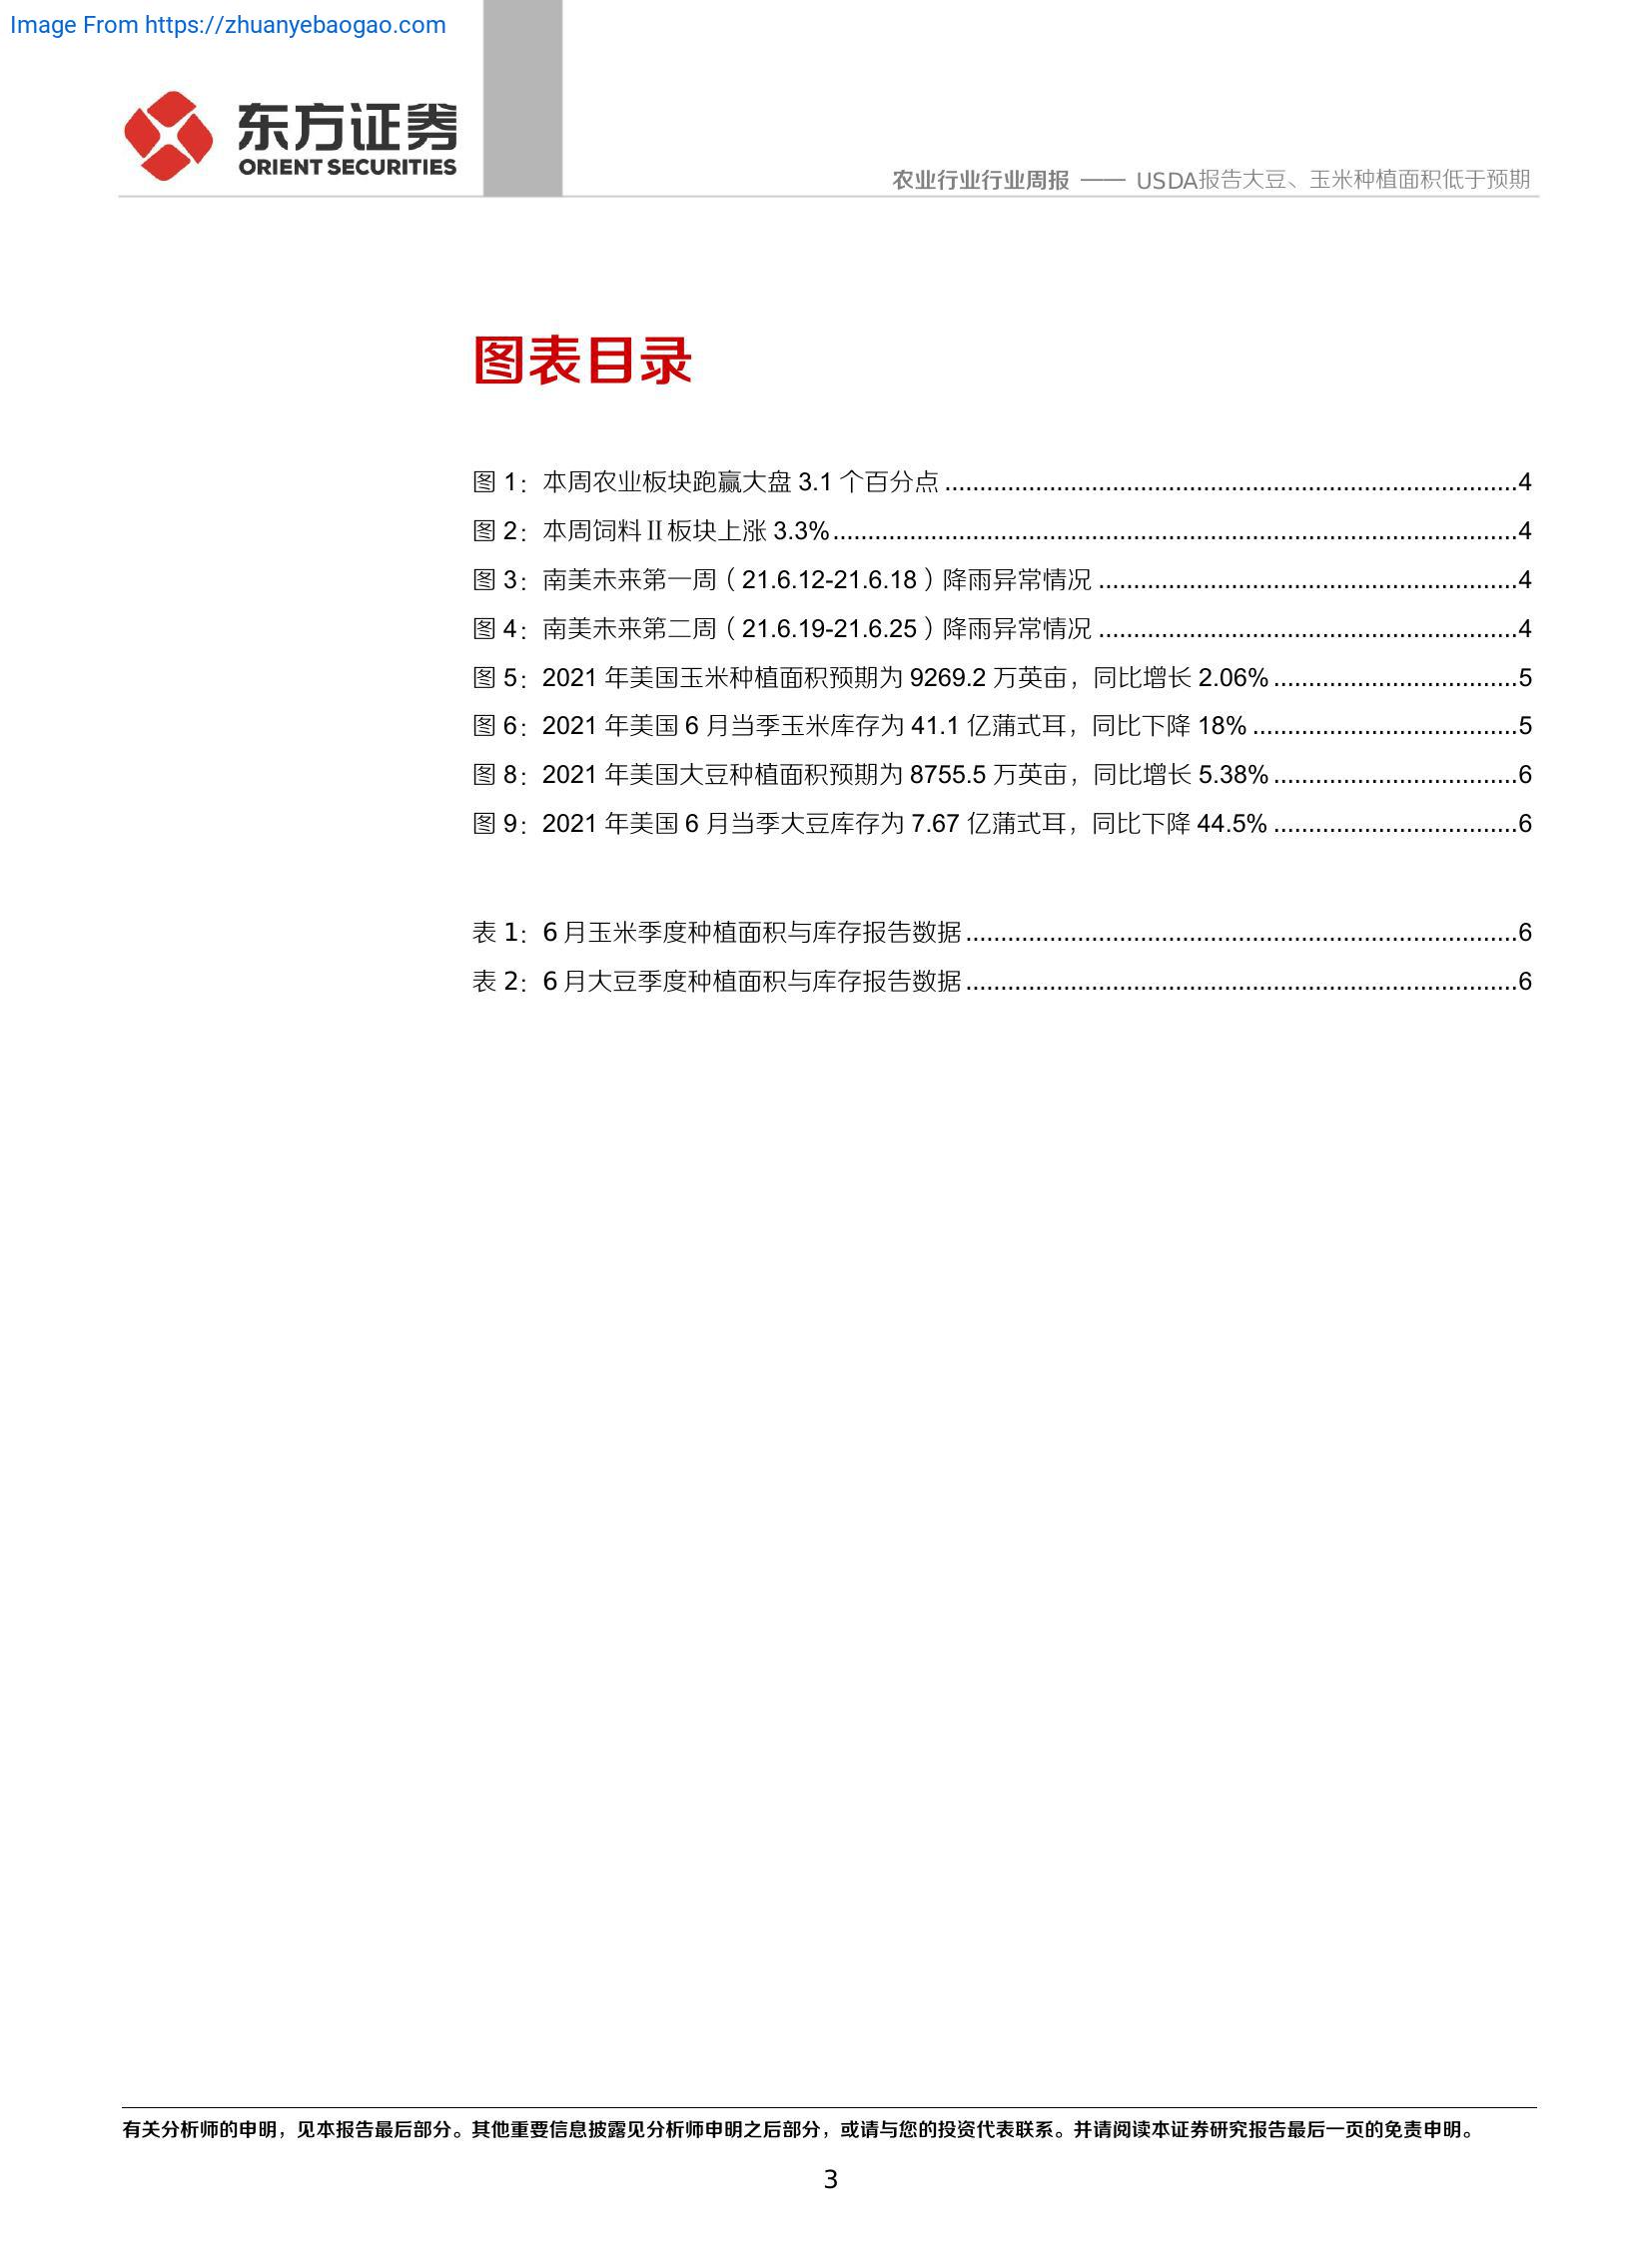 Image From https://zhuanyebaogao.com
东方证券
ORIENT SECURITIES
农业行业行业周报 —— USDA报告大豆、玉米种植面积低于预期
图表目录
图 1：本周农业板块跑赢大盘 3.1 个百分点 ..................................................................................4
图 2：本周饲料Ⅱ板块上涨 3.3%..................................................................................................4
图 3：南美未来第一周（21.6.12-21.6.18）降雨异常情况 ............................................................4
图 4：南美未来第二周（21.6.19-21.6.25）降雨异常情况 ............................................................4
图 5：2021 年美国玉米种植面积预期为 9269.2 万英亩，同比增长 2.06% ...................................5
图 6：2021 年美国 6 月当季玉米库存为 41.1 亿蒲式耳，同比下降 18% ......................................5
图 8：2021 年美国大豆种植面积预期为 8755.5 万英亩，同比增长 5.38% ...................................6
图 9：2021 年美国 6 月当季大豆库存为 7.67 亿蒲式耳，同比下降 44.5% ...................................6
表 1：6 月玉米季度种植面积与库存报告数据 ...............................................................................6
表 2：6 月大豆季度种植面积与库存报告数据 ...............................................................................6
有关分析师的申明，见本报告最后部分。其他重要信息披露见分析师申明之后部分，或请与您的投资代表联系。并请阅读本证券研究报告最后一页的免责申明。
3